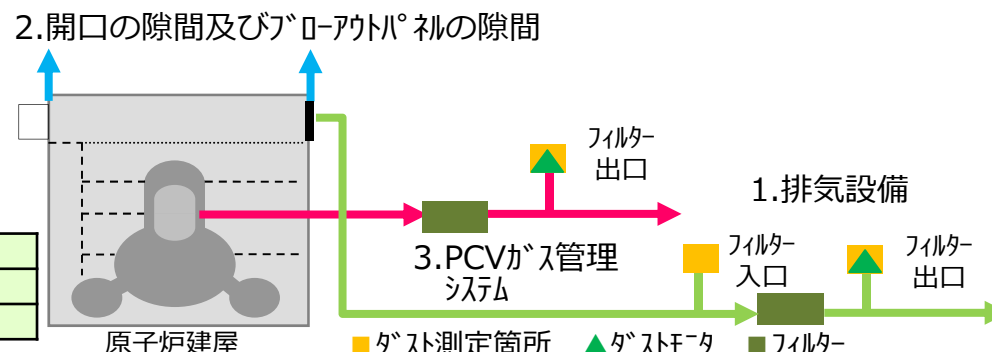 2.開口の隙間及びﾌﾞﾛｰｱｳﾄﾊﾟﾈﾙの隙間
ﾌｨﾙﾀｰ
出口
1.排気設備
3.PCVｶﾞｽ管理
ｼｽﾃﾑ
ﾌｨﾙﾀｰ
入口
ﾌｨﾙﾀｰ
出口
原子炉建屋
ﾀﾞｽﾄ測定箇所 ﾀﾞｽﾄﾓﾆﾀ ﾌｨﾙﾀｰ